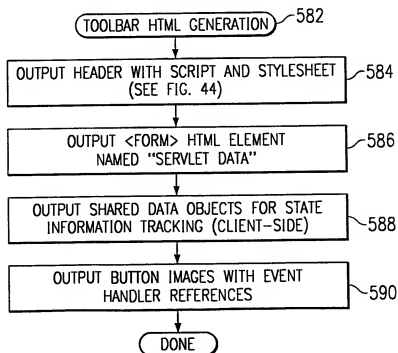 TOOLBAR HTML GENERATION
582
OUTPUT HEADER WITH SCRIPT AND STYLESHEET
(SEE FIG. 44)
584
OUTPUT <FORM> HTML ELEMENT
NAMED "SERVLET DATA"
586
OUTPUT SHARED DATA OBJECTS FOR STATE
INFORMATION TRACKING (CLIENT-SIDE)
588
OUTPUT BUTTON IMAGES WITH EVENT
HANDLER REFERENCES
590
DONE